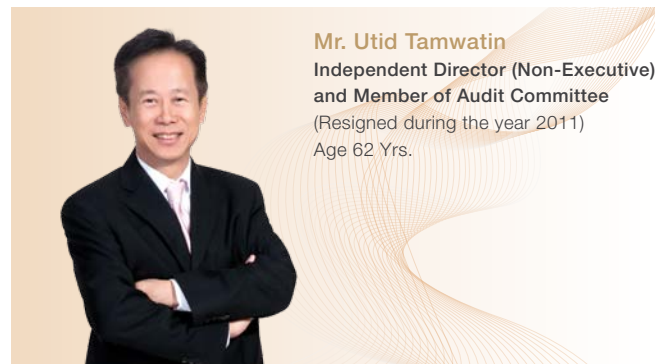 Mr. Utid Tamwatin
Independent Director (Non-Executive)
and Member of Audit Committee
(Resigned during the year 2011)
Age 62 Yrs.